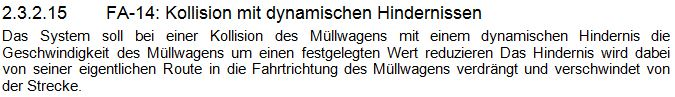 2.3.2.15 FA-14: Kollision mit dynamischen Hindernissen
Das System soll bei einer Kollision des Müllwagens mit einem dynamischen Hindernis die
Geschwindigkeit des Müllwagens um einen festgelegten Wert reduzieren Das Hindernis wird dabei
von seiner eigentlichen Route in die Fahrtrichtung des Müllwagens verdrängt und verschwindet von
der Strecke.